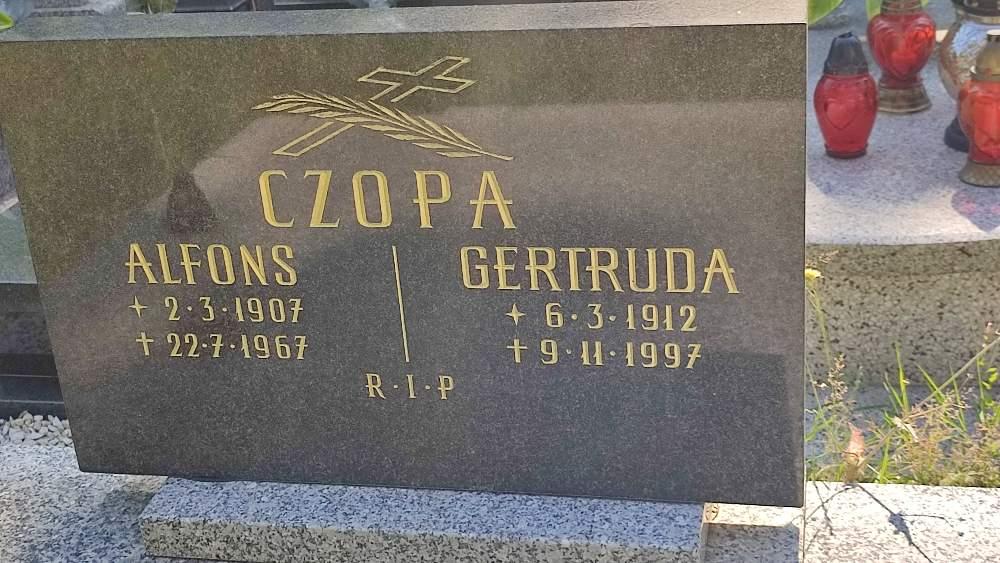 CZOPA
ALFONS
✦ 2·3·1907
✝ 22·7·1967
GERTRUDA
✦ 6·3·1912
✝ 9·11·1997
R·I·P